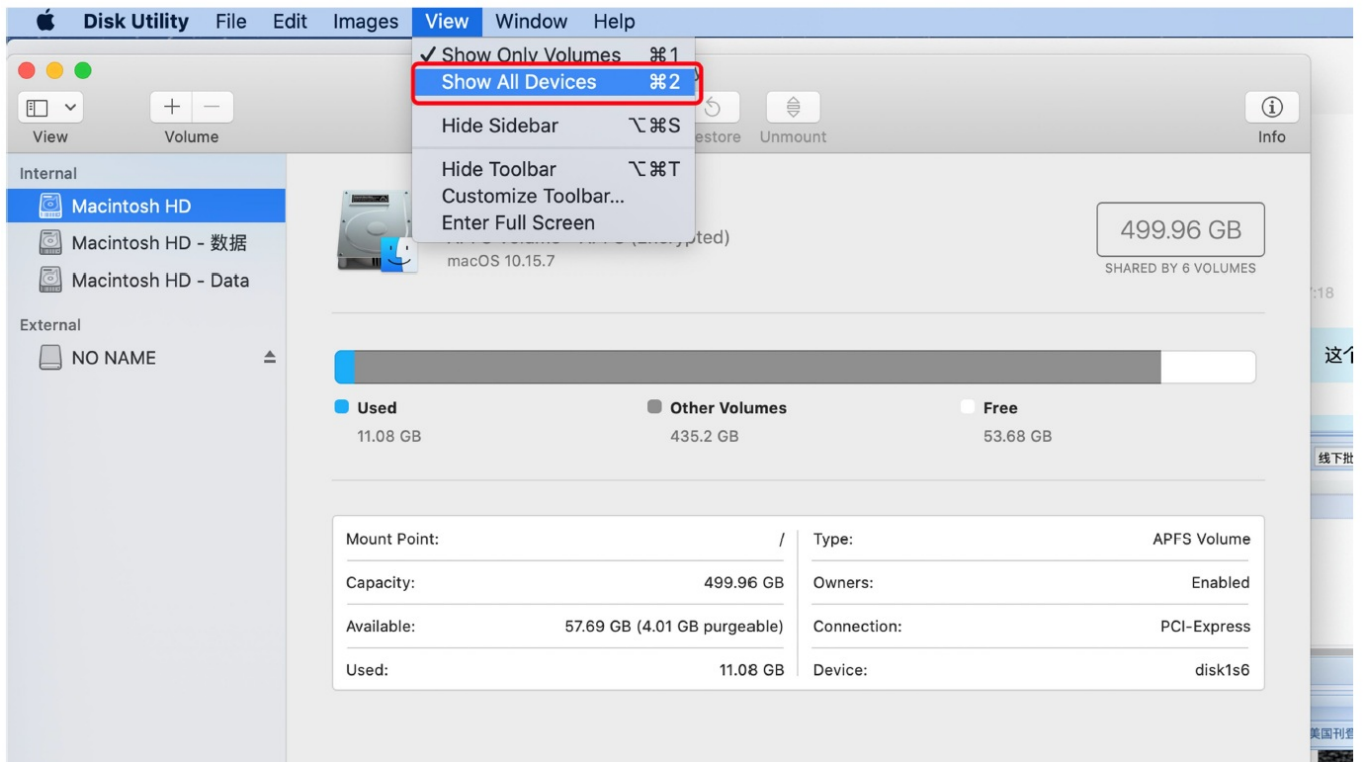 Disk Utility File Edit Images View Window Help
✓ Show Only Volumes ⌘1
Show All Devices ⌘2
Hide Sidebar ⌥⌘S
Hide Toolbar ⌥⌘T
Customize Toolbar...
Enter Full Screen
View Volume Unmount Info
Internal
Macintosh HD
Macintosh HD - 数据
Macintosh HD - Data
External
NO NAME
macOS 10.15.7
499.96 GB
SHARED BY 6 VOLUMES
Used Other Volumes Free
11.08 GB 435.2 GB 53.68 GB
Mount Point: / Type: APFS Volume
Capacity: 499.96 GB Owners: Enabled
Available: 57.69 GB (4.01 GB purgeable) Connection: PCI-Express
Used: 11.08 GB Device: disk1s6
:18
线下批
美国刊登